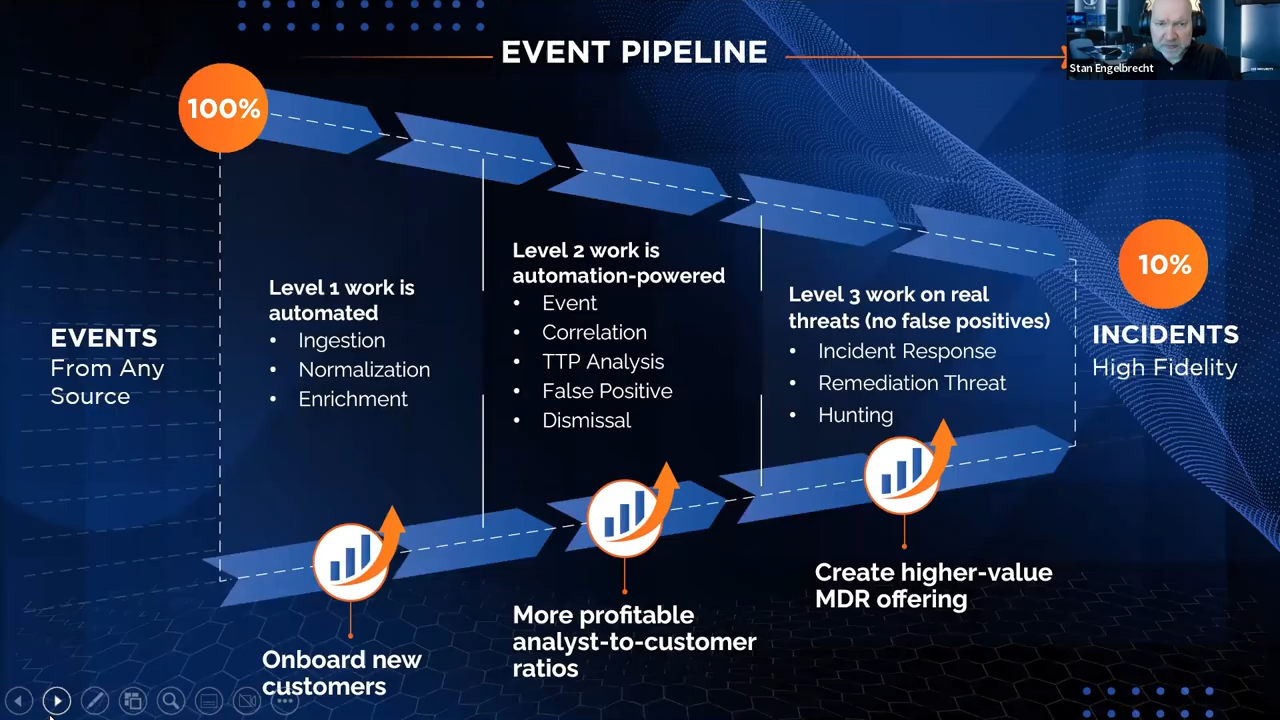 EVENT PIPELINE
Stan Engelbrecht
100%
10%
EVENTS
From Any
Source
Level 1 work is
automated
• Ingestion
• Normalization
• Enrichment
Level 2 work is
automation-powered
• Event
• Correlation
• TTP Analysis
• False Positive
• Dismissal
Level 3 work on real
threats (no false positives)
• Incident Response
• Remediation Threat
• Hunting
INCIDENTS
High Fidelity
Onboard new
customers
More profitable
analyst-to-customer
ratios
Create higher-value
MDR offering